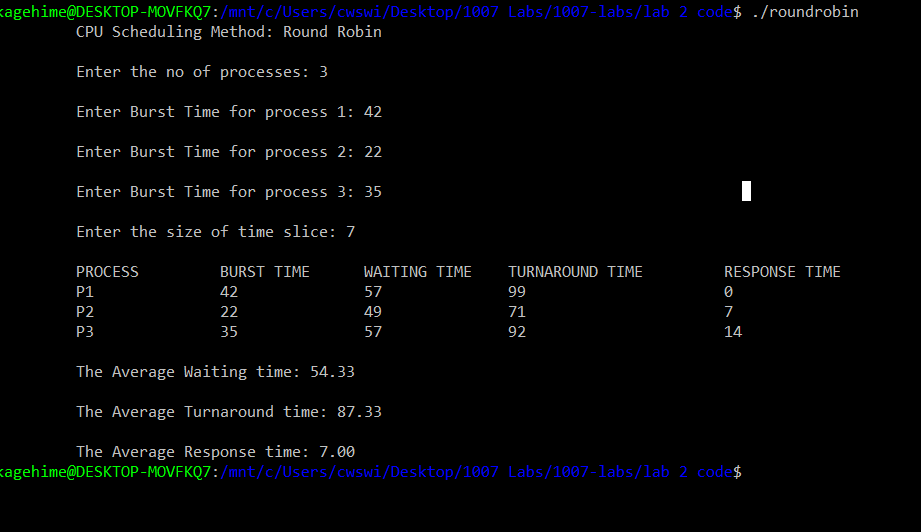 kagehime@DESKTOP-MOVFKQ7:/mnt/c/Users/cwswi/Desktop/1007 Labs/1007-labs/lab 2 code$ ./roundrobin
CPU Scheduling Method: Round Robin
Enter the no of processes: 3
Enter Burst Time for process 1: 42
Enter Burst Time for process 2: 22
Enter Burst Time for process 3: 35
Enter the size of time slice: 7
PROCESS BURST TIME WAITING TIME TURNAROUND TIME RESPONSE TIME
P1 42 57 99 0
P2 22 49 71 7
P3 35 57 92 14
The Average Waiting time: 54.33
The Average Turnaround time: 87.33
The Average Response time: 7.00
kagehime@DESKTOP-MOVFKQ7:/mnt/c/Users/cwswi/Desktop/1007 Labs/1007-labs/lab 2 code$